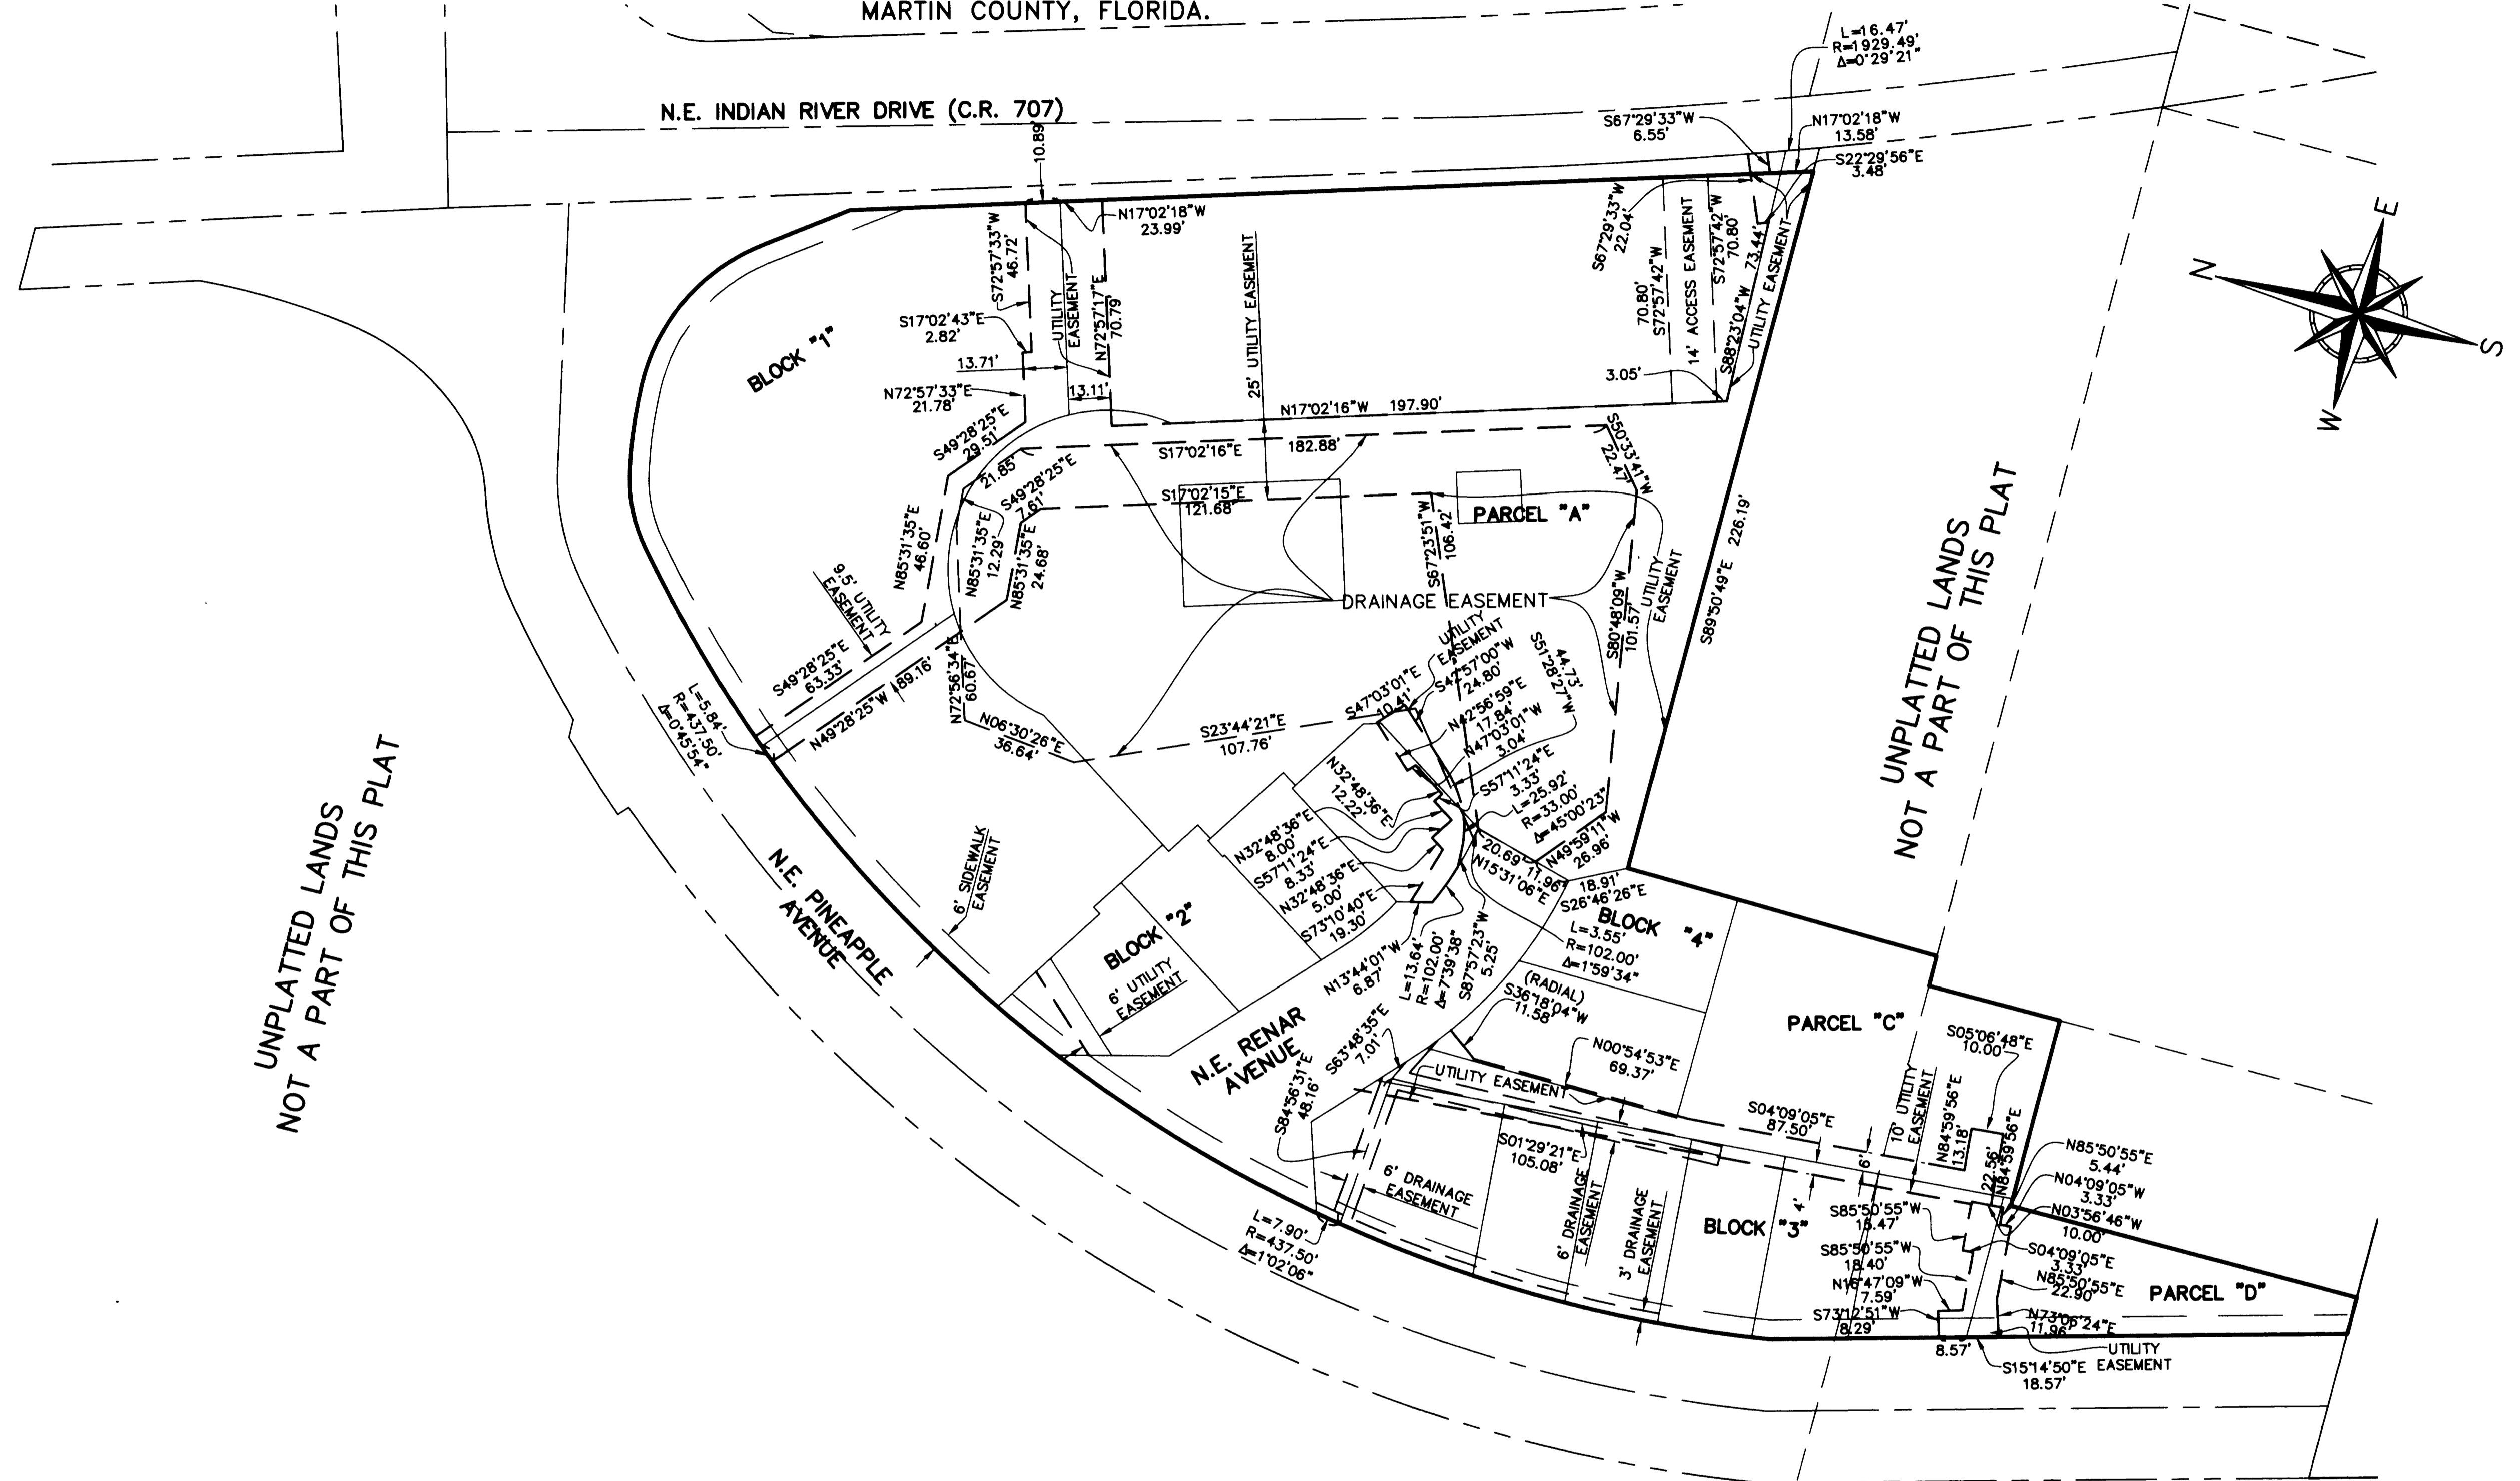 MARTIN COUNTY, FLORIDA.
L=16.47'
R=1929.49'
Δ=0°29'21"
N.E. INDIAN RIVER DRIVE (C.R. 707)
10.89'
S67°29'33"W
6.55'
N17°02'18"W
13.58'
S22°29'56"E
3.48'
N17°02'18"W
23.99'
S72°57'33"W
46.72'
UTILITY
EASEMENT
N72°57'17"E
70.79'
S17°02'43"E
2.82'
13.71'
13.11'
N72°57'33"E
21.78'
25' UTILITY EASEMENT
S67°29'33"W
22.04'
70.80'
S72°57'42"W
14' ACCESS EASEMENT
S72°57'42"W
70.80'
S88°23'04"W 73.44'
UTILITY EASEMENT
3.05'
N
E
S
W
BLOCK "1"
N17°02'16"W 197.90'
S17°02'16"E 182.88'
S49°28'25"E
29.51'
21.85'
S49°28'25"E
7.61'
S17°02'15"E
121.68'
S50°33'41"W
22.47'
PARCEL "A"
S67°23'51"W
106.42'
N85°31'35"E
46.60'
N85°31'35"E
12.29'
N85°31'35"E
24.68'
9.5' UTILITY
EASEMENT
DRAINAGE EASEMENT
S80°48'09"W
101.57'
UTILITY
EASEMENT
S89°50'49"E 226.19'
UNPLATTED LANDS
NOT A PART OF THIS PLAT
S49°28'25"E
63.33'
N49°28'25"W 89.16'
L=5.84'
R=437.50'
Δ=0°45'54"
N72°56'34"E
60.67'
N06°30'26"E
36.64'
S23°44'21"E
107.76'
UTILITY
EASEMENT
S47°03'01"E
10.41'
S42°57'00"W
24.80'
N42°56'59"E
17.84'
N47°03'01"W
3.04'
44.73'
S51°28'27"W
S57°11'24"E
3.33'
L=25.92'
R=33.00'
Δ=45°00'23"
N32°48'36"E
12.22'
N32°48'36"E
8.00'
S57°11'24"E
8.33'
N32°48'36"E
5.00'
S73°10'40"E
19.30'
N49°59'11"W
26.96'
20.69'
11.96'
N15°31'06"E
18.91'
S26°46'26"E
BLOCK "4"
L=3.55'
R=102.00'
Δ=1°59'34"
N13°44'01"W
6.87'
L=13.64'
R=102.00'
Δ=7°39'38"
S87°57'23"W
5.25'
UNPLATTED LANDS
NOT A PART OF THIS PLAT
N.E. PINEAPPLE
AVENUE
6' SIDEWALK
EASEMENT
BLOCK "2"
6' UTILITY
EASEMENT
N.E. RENAR
AVENUE
(RADIAL)
S36°18'04"W
11.58'
S63°48'35"E
7.01'
S84°56'31"E
48.16'
UTILITY EASEMENT
N00°54'53"E
69.37'
PARCEL "C"
S05°06'48"E
10.00'
S04°09'05"E
87.50'
10' UTILITY
EASEMENT
N84°59'56"E
13.18'
22.56'
N84°59'56"E
6'
4'
S01°29'21"E
105.08'
6' DRAINAGE
EASEMENT
6' DRAINAGE
EASEMENT
3' DRAINAGE
EASEMENT
BLOCK "3"
N85°50'55"E
5.44'
N04°09'05"W
3.33'
N03°56'46"W
10.00'
S85°50'55"W
S85°50'55"W
18.40'
N16°47'09"W
7.59'
S73°12'51"W
8.29'
S04°09'05"E
3.33'
N85°50'55"E
22.90'
N73°06'24"E
11.96'
PARCEL "D"
L=7.90'
R=437.50'
Δ=1°02'06"
8.57'
UTILITY
EASEMENT
S15°14'50"E
18.57'